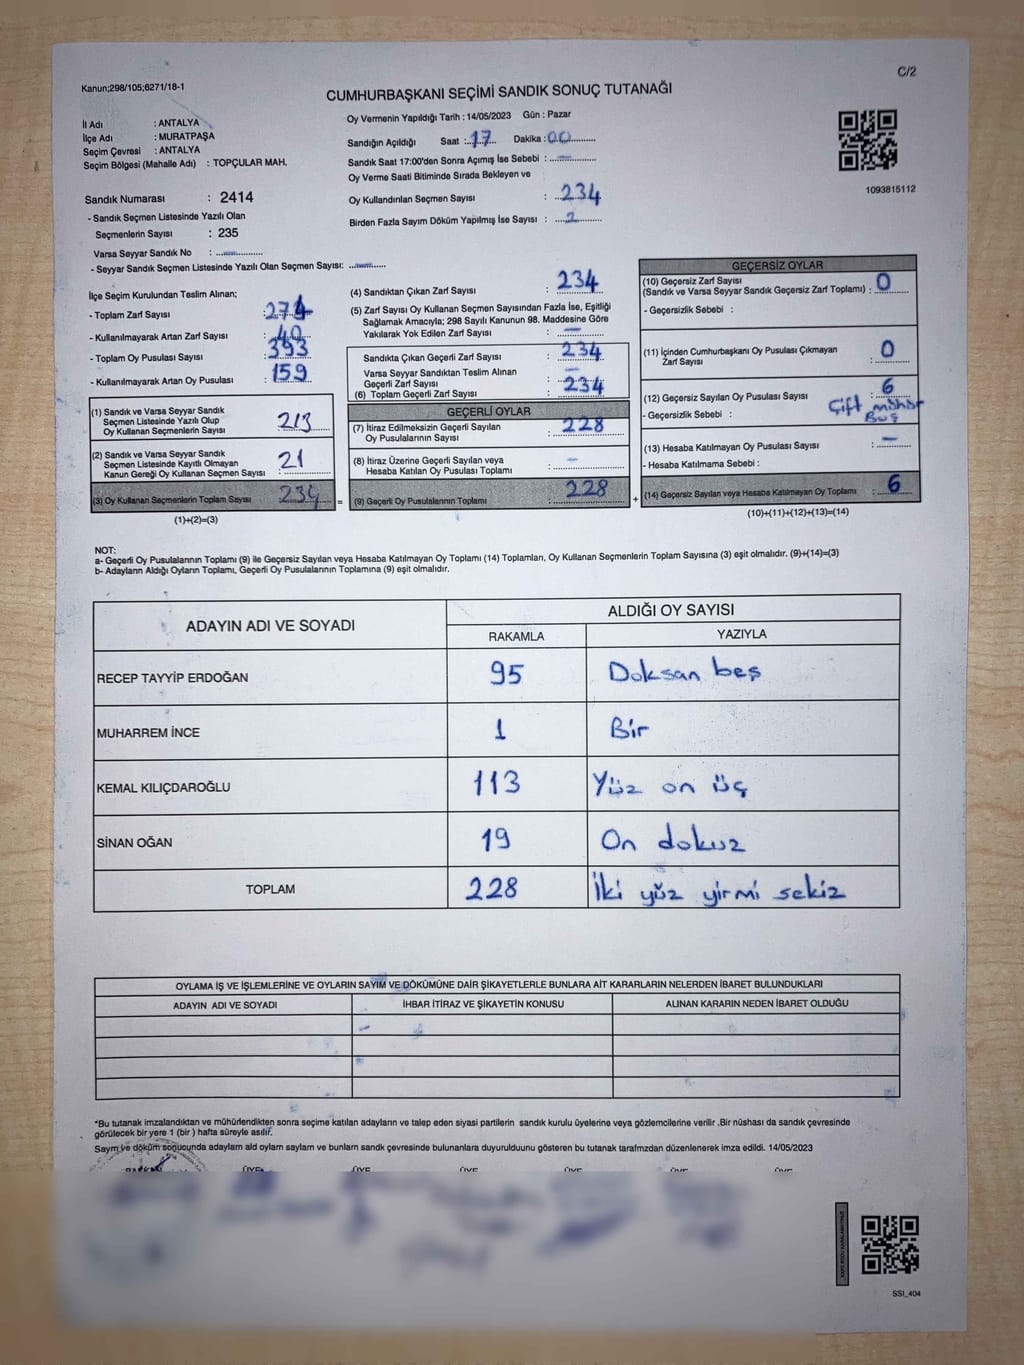 Kanun;298/105;6271/18-1
C/2
CUMHURBAŞKANI SEÇİMİ SANDIK SONUÇ TUTANAĞI
İl Adı : ANTALYA
İlçe Adı : MURATPAŞA
Seçim Çevresi : ANTALYA
Seçim Bölgesi (Mahalle Adı) : TOPÇULAR MAH.
Sandık Numarası : 2414
- Sandık Seçmen Listesinde Yazılı Olan
Seçmenlerin Sayısı : 235
Varsa Seyyar Sandık No :
- Seyyar Sandık Seçmen Listesinde Yazılı Olan Seçmen Sayısı:
Oy Vermenin Yapıldığı Tarih : 14/05/2023 Gün : Pazar
Sandığın Açıldığı Saat : 17 Dakika : 00
Sandık Saat 17:00'den Sonra Açımış İse Sebebi : —
Oy Verme Saati Bitiminde Sırada Bekleyen ve
Oy Kullandırılan Seçmen Sayısı : 234
Birden Fazla Sayım Döküm Yapılmış İse Sayısı : 2
1093815112
İlçe Seçim Kurulundan Teslim Alınan;
- Toplam Zarf Sayısı : 274
- Kullanılmayarak Artan Zarf Sayısı : 40
- Toplam Oy Pusulası Sayısı : 393
- Kullanılmayarak Artan Oy Pusulası : 159
(1) Sandık ve Varsa Seyyar Sandık
Seçmen Listesinde Yazılı Olup
Oy Kullanan Seçmenlerin Sayısı 213
(2) Sandık ve Varsa Seyyar Sandık
Seçmen Listesinde Kayıtlı Olmayan
Kanun Gereği Oy Kullanan Seçmen Sayısı : 21
(3) Oy Kullanan Seçmenlerin Toplam Sayısı 234
(1)+(2)=(3)
(4) Sandıktan Çıkan Zarf Sayısı : 234
(5) Zarf Sayısı Oy Kullanan Seçmen Sayısından Fazla İse, Eşitliği
Sağlamak Amacıyla; 298 Sayılı Kanunun 98. Maddesine Göre
Yakılarak Yok Edilen Zarf Sayısı : —
Sandıkta Çıkan Geçerli Zarf Sayısı : 234
Varsa Seyyar Sandıktan Teslim Alınan
Geçerli Zarf Sayısı : —
(6) Toplam Geçerli Zarf Sayısı : 234
GEÇERLİ OYLAR
(7) İtiraz Edilmeksizin Geçerli Sayılan
Oy Pusulalarının Sayısı : 228
(8) İtiraz Üzerine Geçerli Sayılan veya
Hesaba Katılan Oy Pusulası Toplamı : —
(9) Geçerli Oy Pusulalarının Toplamı : 228
=
+
GEÇERSİZ OYLAR
(10) Geçersiz Zarf Sayısı
(Sandık ve Varsa Seyyar Sandık Geçersiz Zarf Toplamı) : 0
- Geçersizlik Sebebi :
(11) İçinden Cumhurbaşkanı Oy Pusulası Çıkmayan
Zarf Sayısı : 0
(12) Geçersiz Sayılan Oy Pusulası Sayısı : 6
- Geçersizlik Sebebi : Çift mühür
Boş
(13) Hesaba Katılmayan Oy Pusulası Sayısı : —
- Hesaba Katılmama Sebebi :
(14) Geçersiz Sayılan veya Hesaba Katılmayan Oy Toplamı : 6
(10)+(11)+(12)+(13)=(14)
NOT:
a- Geçerli Oy Pusulalarının Toplamı (9) ile Geçersiz Sayılan veya Hesaba Katılmayan Oy Toplamı (14) Toplamları, Oy Kullanan Seçmenlerin Toplam Sayısına (3) eşit olmalıdır. (9)+(14)=(3)
b- Adayların Aldığı Oyların Toplamı, Geçerli Oy Pusulalarının Toplamına (9) eşit olmalıdır.
ADAYIN ADI VE SOYADI
ALDIĞI OY SAYISI
RAKAMLA YAZIYLA
RECEP TAYYİP ERDOĞAN 95 Doksan beş
MUHARREM İNCE 1 Bir
KEMAL KILIÇDAROĞLU 113 Yüz on üç
SİNAN OĞAN 19 On dokuz
TOPLAM 228 İki yüz yirmi sekiz
OYLAMA İŞ VE İŞLEMLERİNE VE OYLARIN SAYIM VE DÖKÜMÜNE DAİR ŞİKAYETLERLE BUNLARA AİT KARARLARIN NELERDEN İBARET BULUNDUKLARI
ADAYIN ADI VE SOYADI İHBAR İTİRAZ VE ŞİKAYETİN KONUSU ALINAN KARARIN NEDEN İBARET OLDUĞU
*Bu tutanak imzalandıktan ve mühürlendikten sonra seçime katılan adayların ve talep eden siyasi partilerin sandık kurulu üyelerine veya gözlemcilerine verilir .Bir nüshası da sandık çevresinde
görülecek bir yere 1 (bir ) hafta süreyle asılır.
Saym ve döküm sonucunda adaylam ald oylam saylam ve bunlam sandk çevresinde bulunanlara duyurulduunu gösteren bu tutanak tarafmzdan düzenlenerek imza edildi. 14/05/2023
BAŞKAN ÜYE ÜYE ÜYE ÜYE ÜYE ÜYE
SSI_404